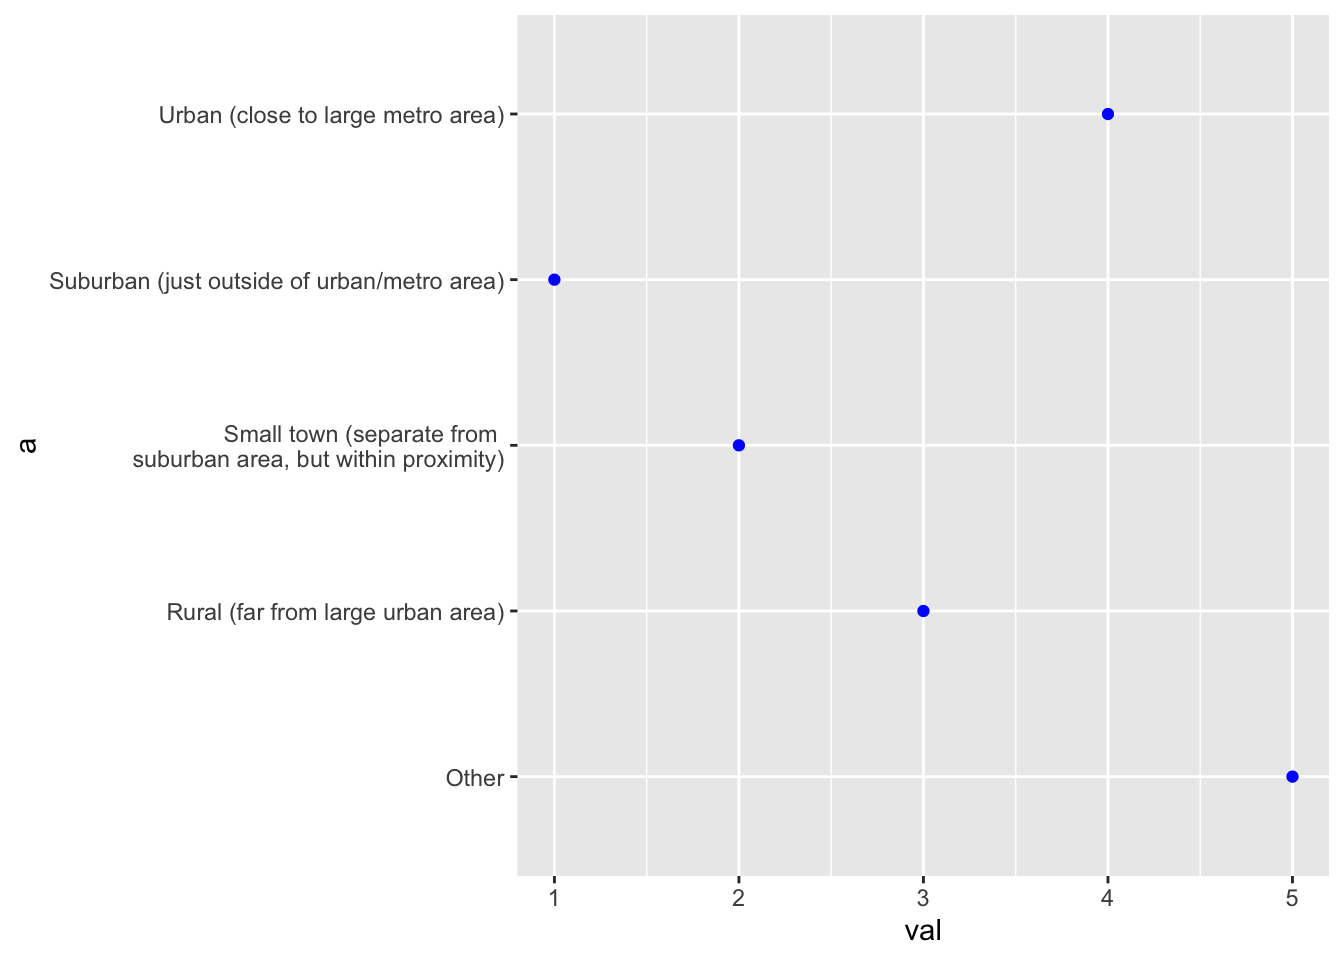 Urban (close to large metro area)
Suburban (just outside of urban/metro area)
Small town (separate from
suburban area, but within proximity)
Rural (far from large urban area)
Other
a
1 2 3 4 5
val